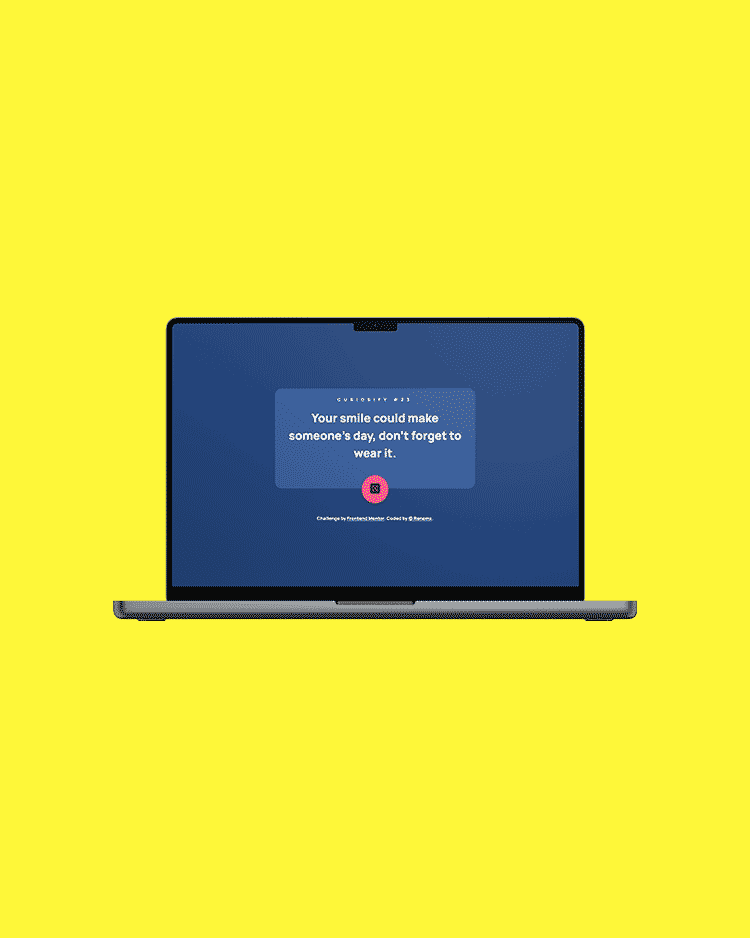 CURIOSIFY #23
Your smile could make
someone's day, don't forget to
wear it.
Challenge by Frontend Mentor. Coded by